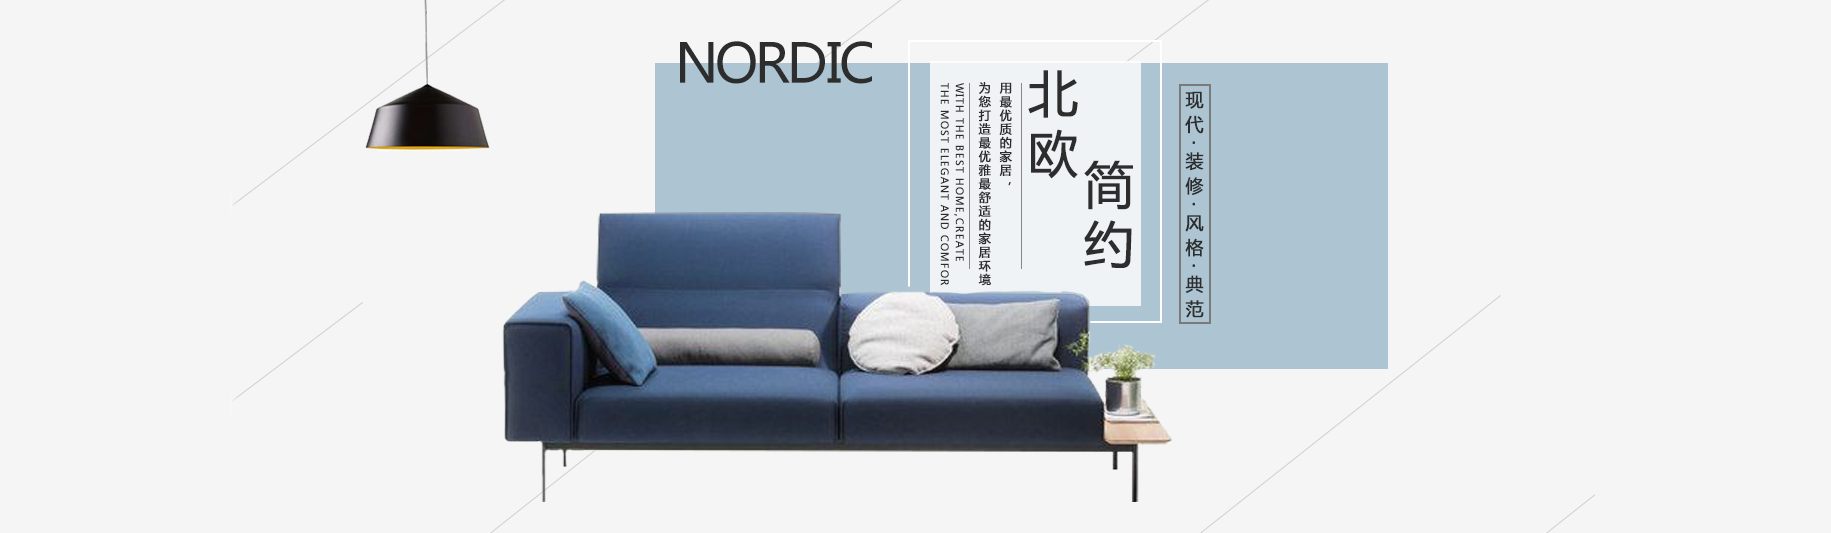 NORDIC
北欧
简约
用最优质的家居，
为您打造最优雅最舒适的家居环境
WITH THE BEST HOME,CREATE
THE MOST ELEGANT AND COMFOR
现代·装修·风格·典范